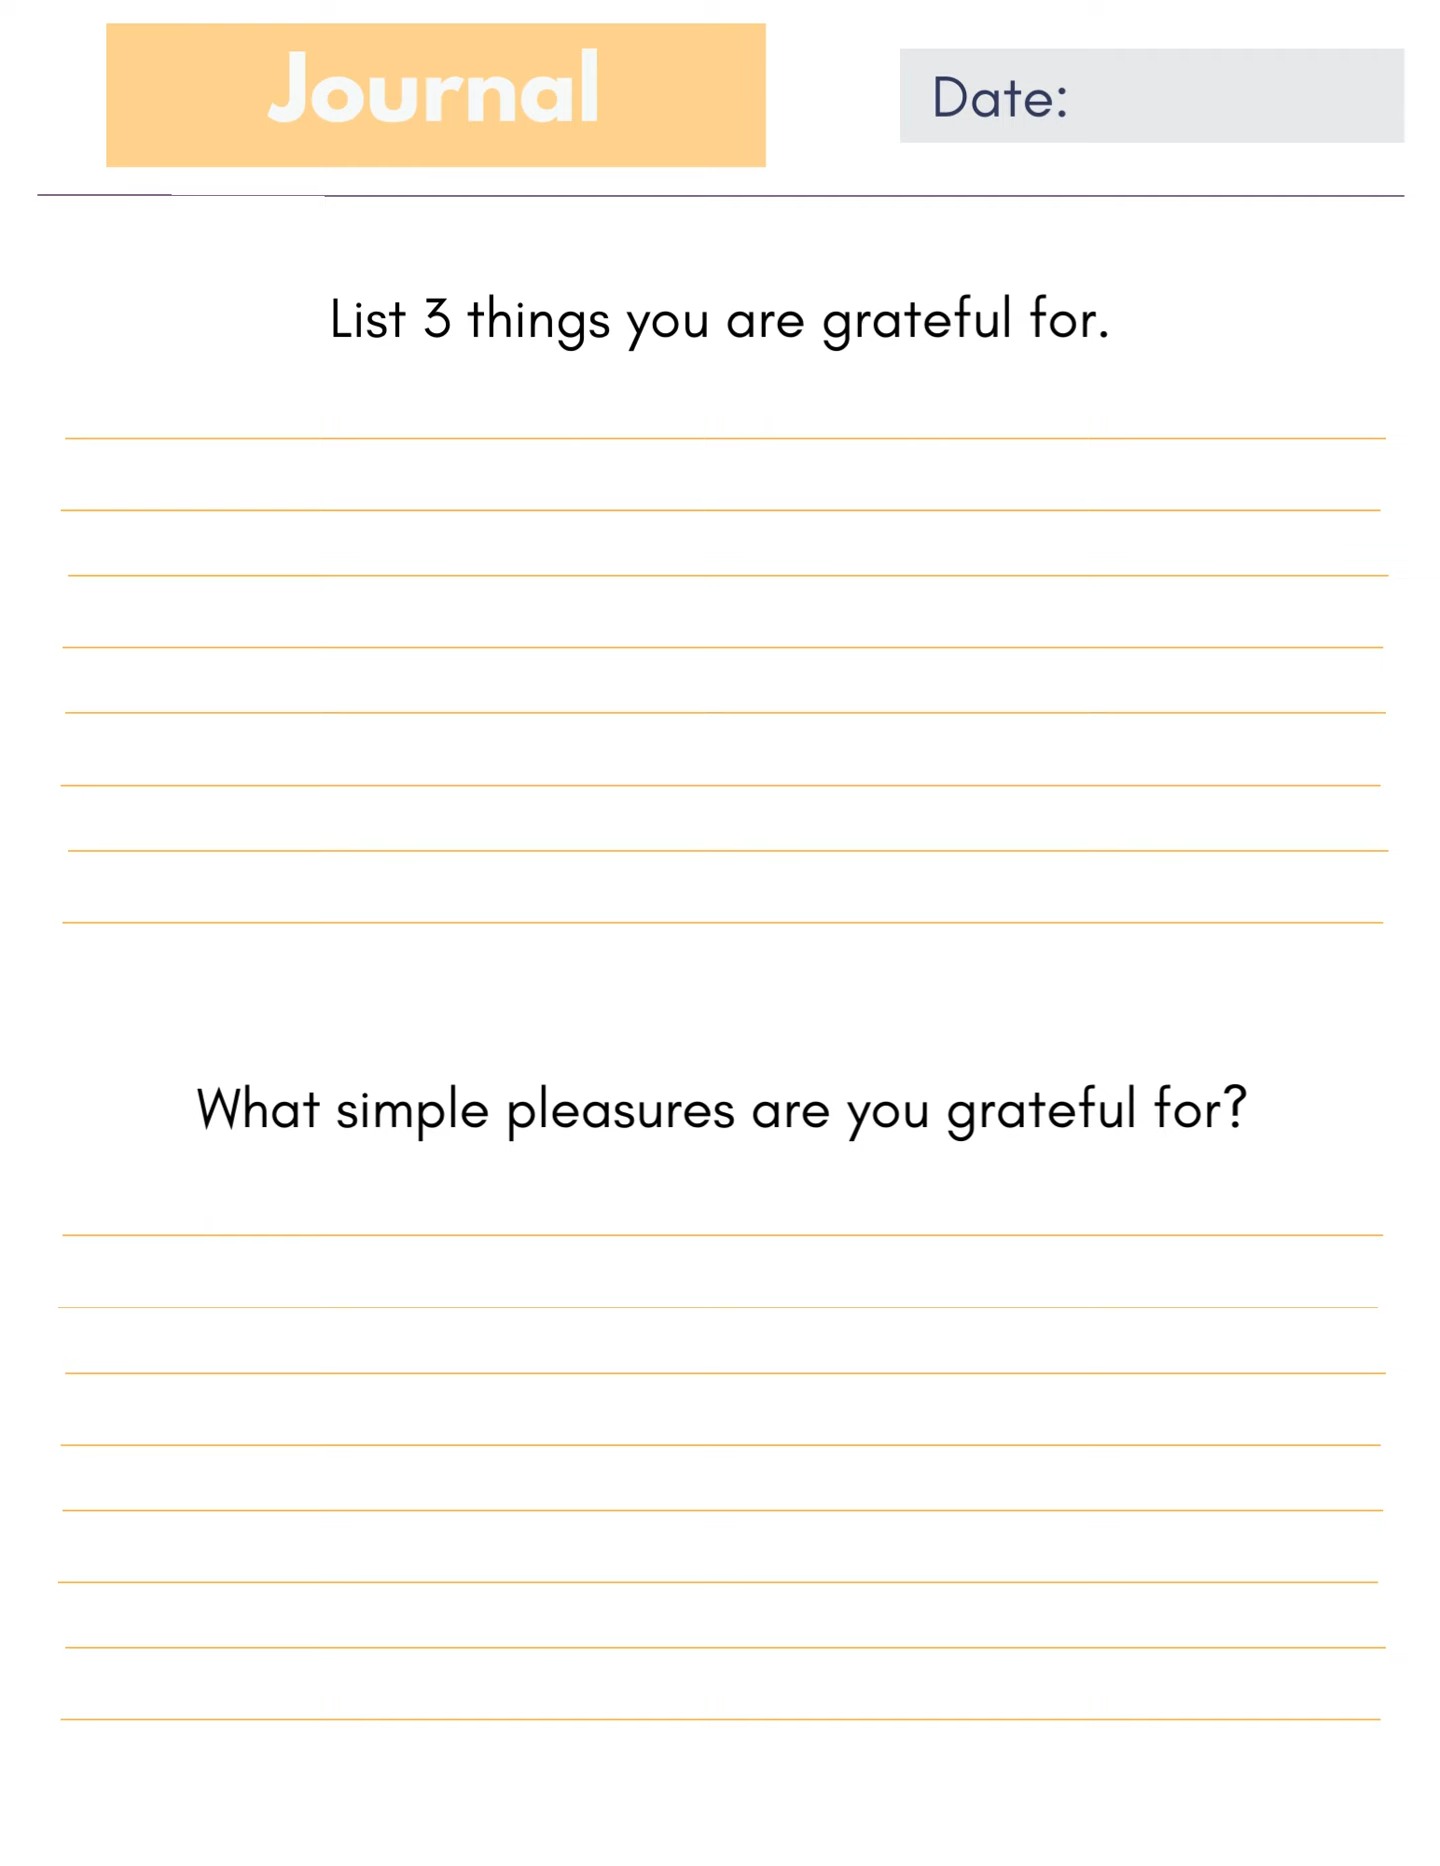 Journal
Date:
List 3 things you are grateful for.
What simple pleasures are you grateful for?